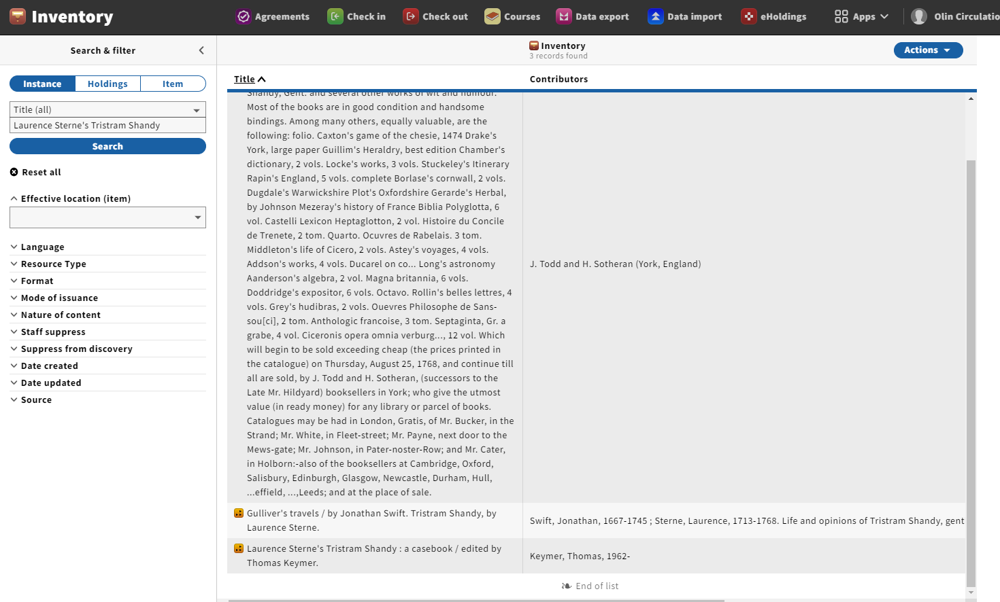 Inventory
Agreements
Check in
Check out
Courses
Data export
Data import
eHoldings
Apps
Olin Circulatio
Search & filter
Inventory
3 records found
Actions
Instance
Holdings
Item
Title (all)
Laurence Sterne's Tristram Shandy
Search
Reset all
Effective location (item)
Language
Resource Type
Format
Mode of issuance
Nature of content
Staff suppress
Suppress from discovery
Date created
Date updated
Source
Title
Contributors
Shandy, Gent. and several other works of wit and humour.
Most of the books are in good condition and handsome
bindings. Among many others, equally valuable, are the
following: folio. Caxton's game of the chesie, 1474 Drake's
York, large paper Guillim's Heraldry, best edition Chamber's
dictionary, 2 vols. Locke's works, 3 vols. Stuckeley's Itinerary
Rapin's England, 5 vols. complete Borlase's cornwall, 2 vols.
Dugdale's Warwickshire Plot's Oxfordshire Gerarde's Herbal,
by Johnson Mezeray's history of France Biblia Polyglotta, 6
vol. Castelli Lexicon Heptaglotton, 2 vol. Histoire du Concile
de Trenete, 2 tom. Quarto. Ocuvres de Rabelais. 3 tom.
Middleton's life of Cicero, 2 vols. Astey's voyages, 4 vols.
Addson's works, 4 vols. Ducarel on co... Long's astronomy
Aanderson's algebra, 2 vol. Magna britannia, 6 vols.
Doddridge's expositor, 6 vols. Octavo. Rollin's belles lettres, 4
vols. Grey's hudibras, 2 vols. Ouevres Philosophe de Sans-
sou[ci], 2 tom. Anthologic francoise, 3 tom. Septaginta, Gr. a
grabe, 4 vol. Ciceronis opera omnia verburg..., 12 vol. Which
will begin to be sold exceeding cheap (the prices printed in
the catalogue) on Thursday, August 25, 1768, and continue till
all are sold, by J. Todd and H. Sotheran, (successors to the
Late Mr. Hildyard) booksellers in York; who give the utmost
value (in ready money) for any library or parcel of books.
Catalogues may be had in London, Gratis, of Mr. Bucker, in the
Strand; Mr. White, in Fleet-street; Mr. Payne, next door to the
Mews-gate; Mr. Johnson, in Pater-noster-Row; and Mr. Cater,
in Holborn:-also of the booksellers at Cambridge, Oxford,
Salisbury, Edinburgh, Glasgow, Newcastle, Durham, Hull,
...effield, ...,Leeds; and at the place of sale.
J. Todd and H. Sotheran (York, England)
Gulliver's travels / by Jonathan Swift. Tristram Shandy, by
Laurence Sterne.
Swift, Jonathan, 1667-1745 ; Sterne, Laurence, 1713-1768. Life and opinions of Tristram Shandy, gent
Laurence Sterne's Tristram Shandy : a casebook / edited by
Thomas Keymer.
Keymer, Thomas, 1962-
End of list